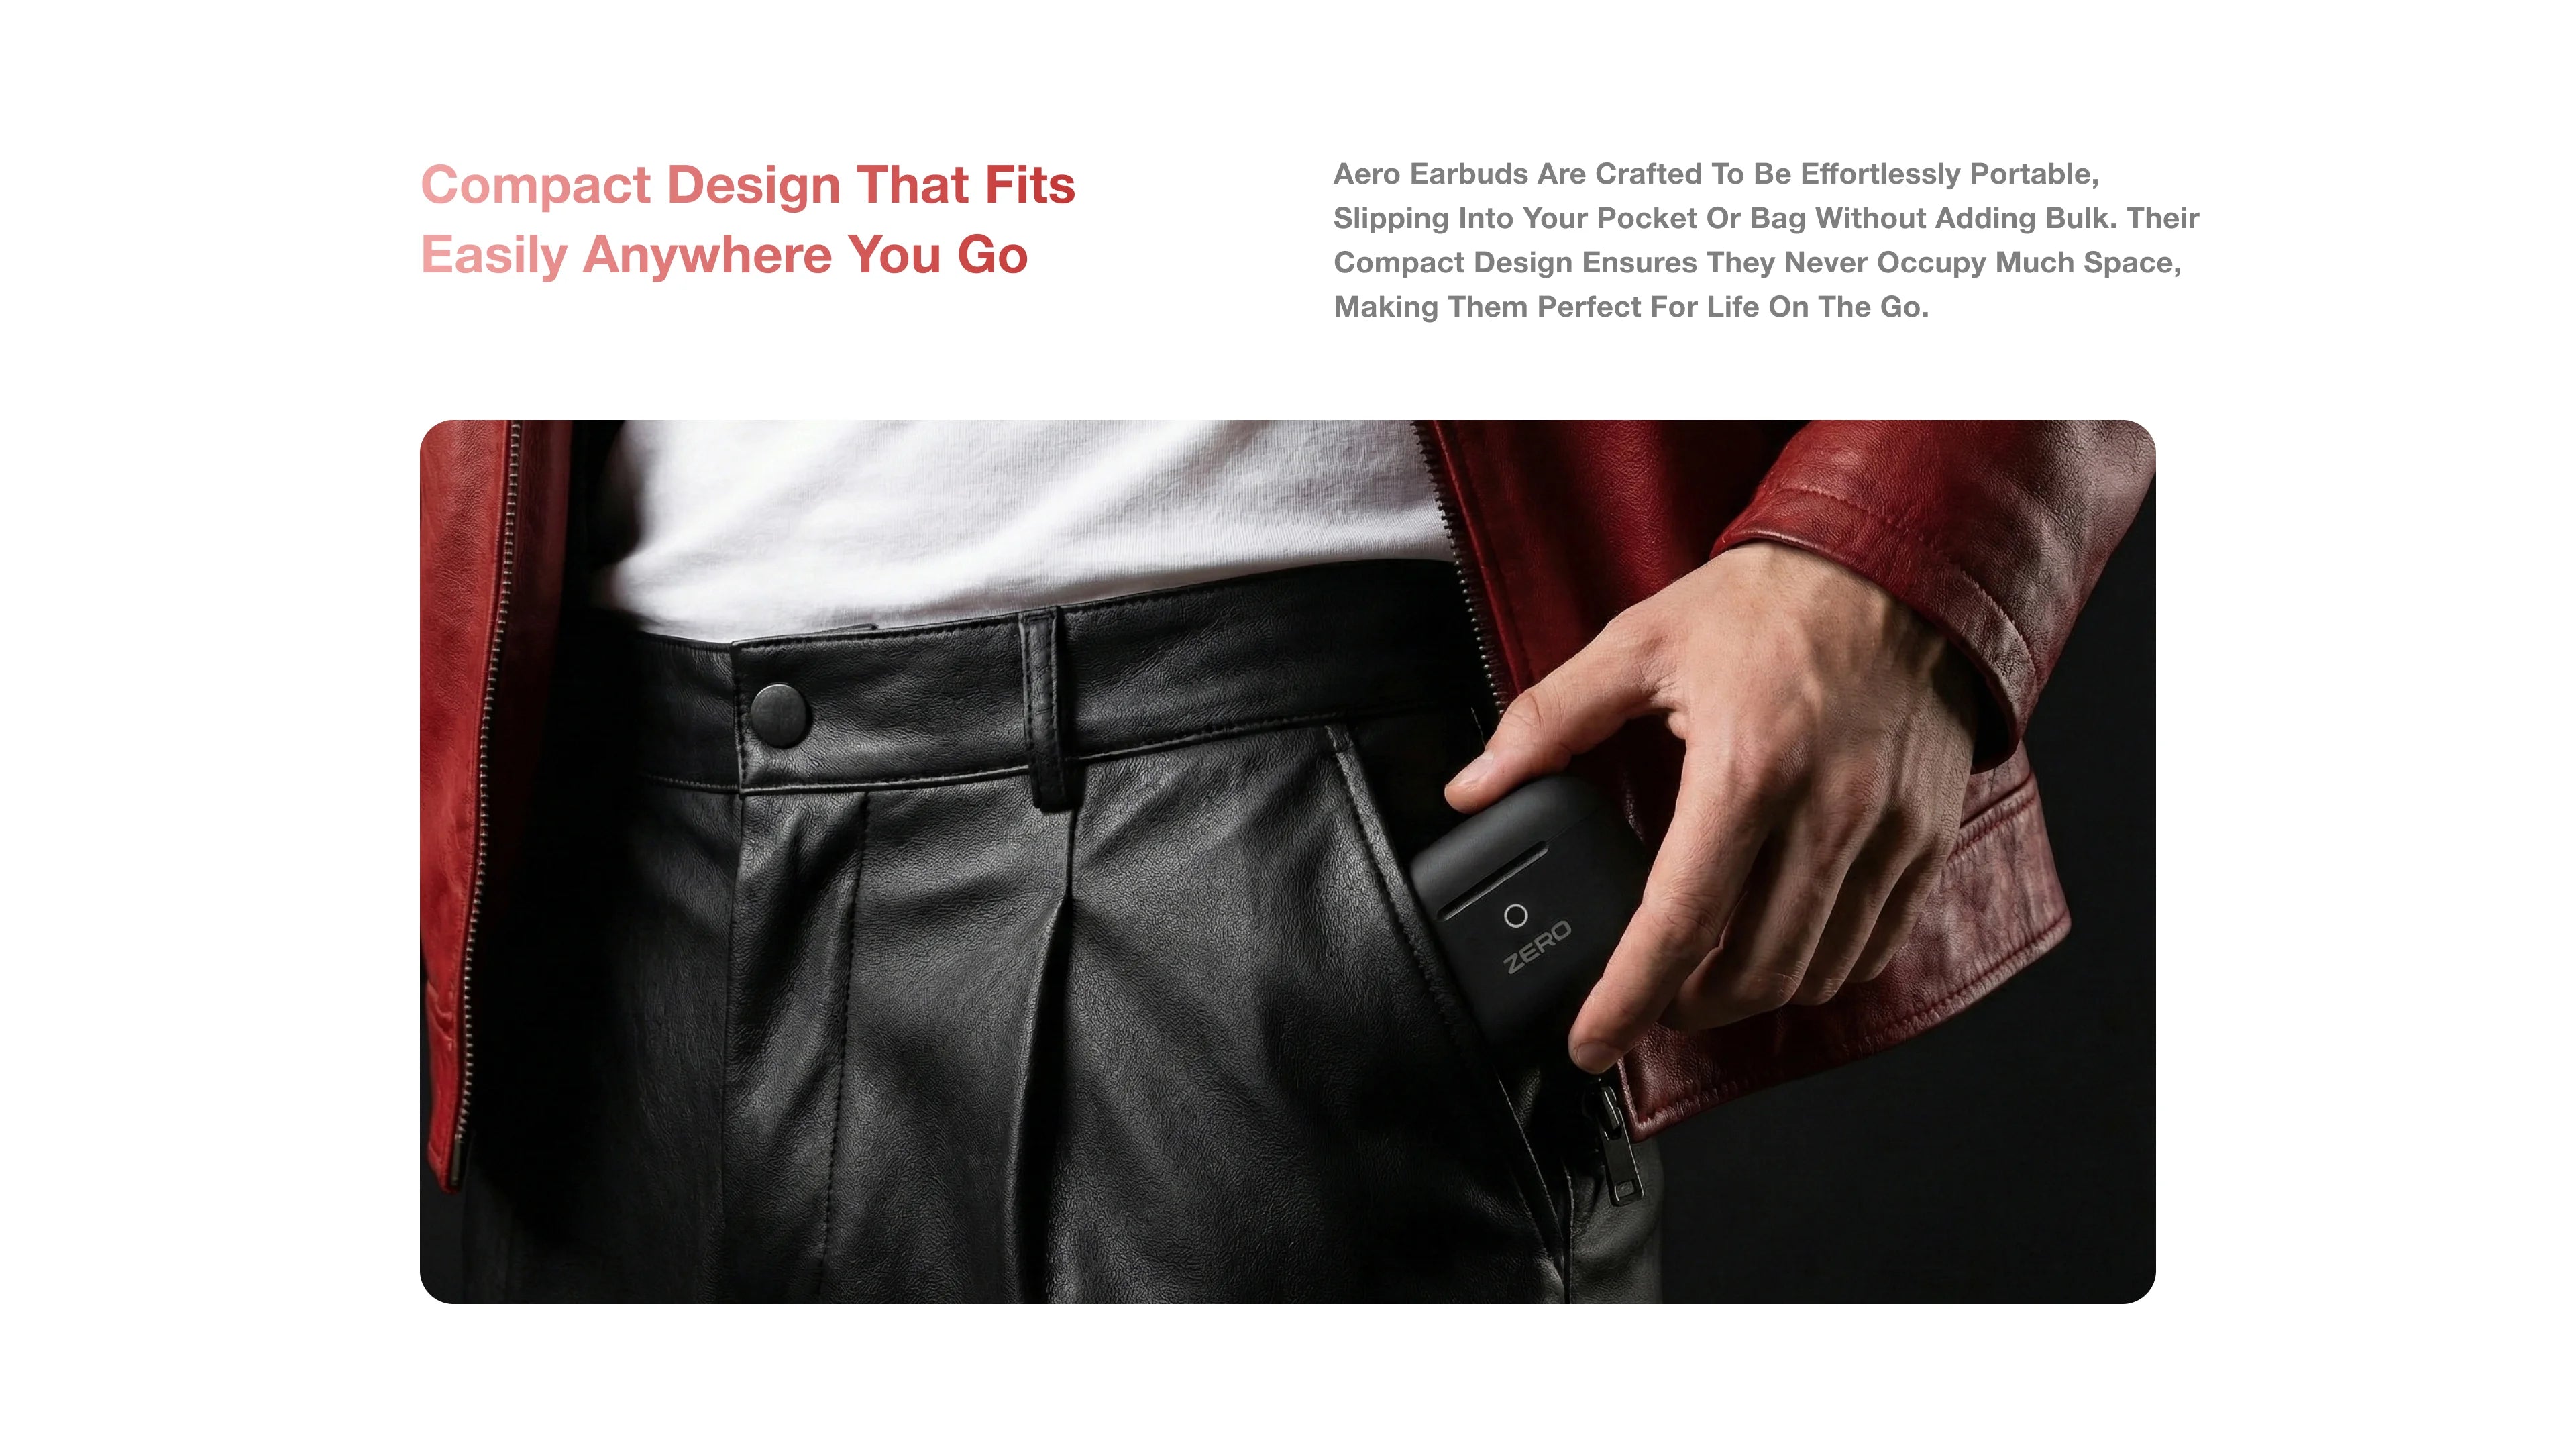 Compact Design That Fits
Easily Anywhere You Go
Aero Earbuds Are Crafted To Be Effortlessly Portable,
Slipping Into Your Pocket Or Bag Without Adding Bulk. Their
Compact Design Ensures They Never Occupy Much Space,
Making Them Perfect For Life On The Go.
ZERO